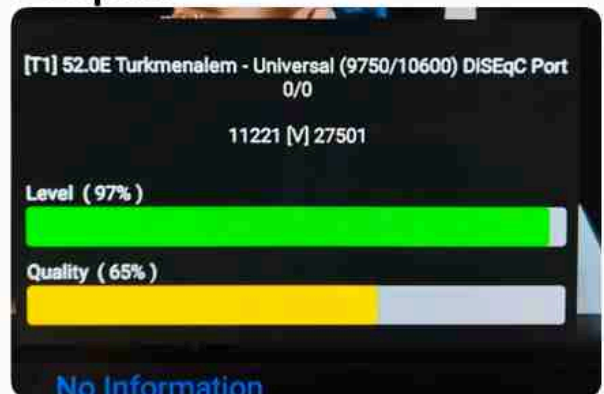 [T1] 52.0E Turkmenalem - Universal (9750/10600) DiSEqC Port
0/0
11221 [V] 27501
Level ( 97% )
Quality ( 65% )
No Information